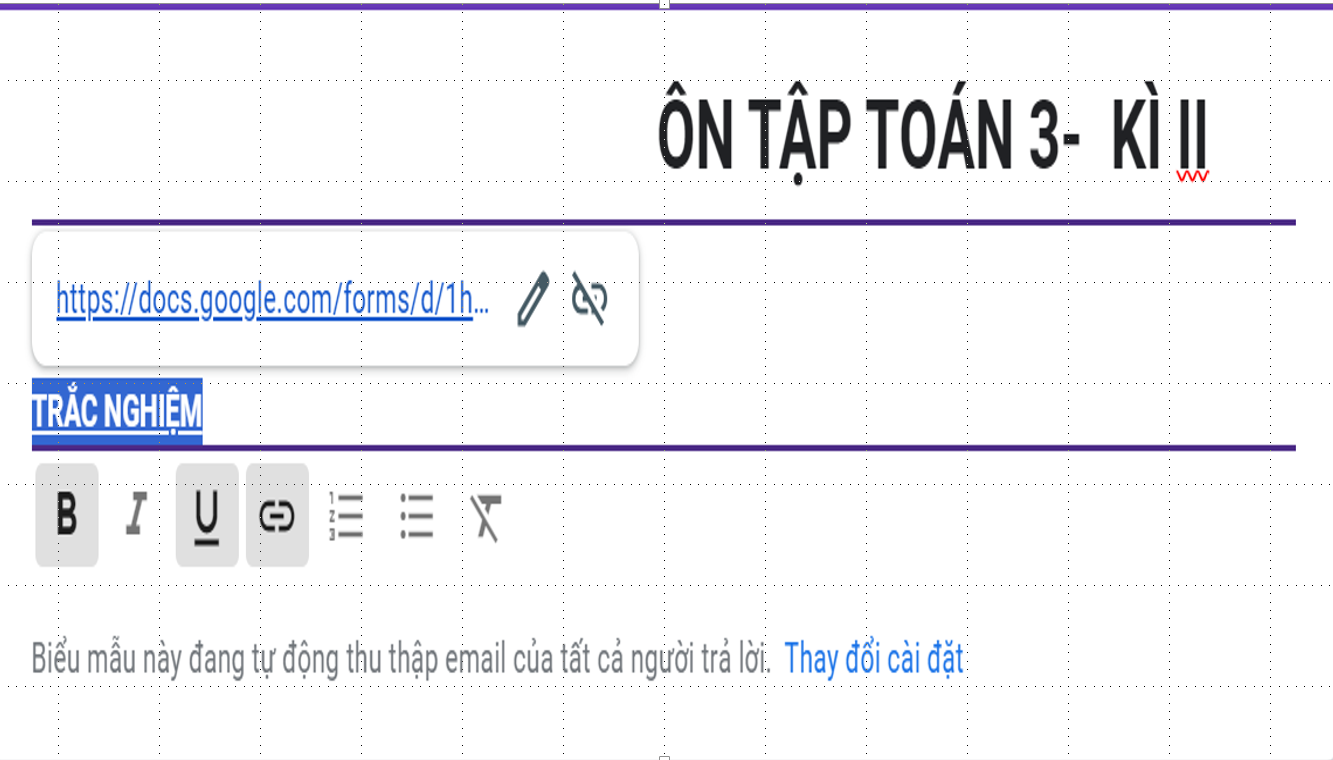 ÔN TẬP TOÁN 3-  KÌ II
https://docs.google.com/forms/d/1h...
TRẮC NGHIỆM
B I U
Biểu mẫu này đang tự động thu thập email của tất cả người trả lời. Thay đổi cài đặt